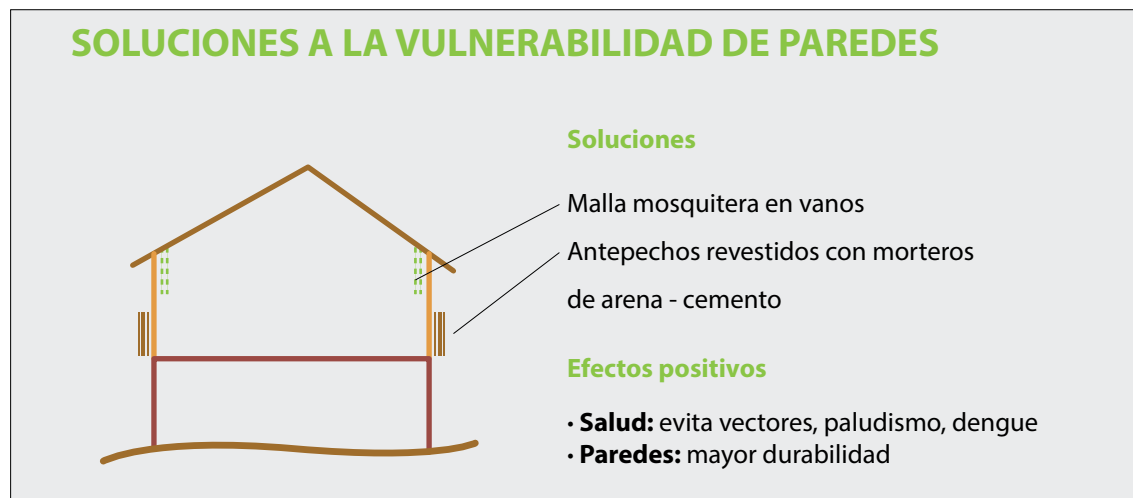 SOLUCIONES A LA VULNERABILIDAD DE PAREDES
Soluciones
Malla mosquitera en vanos
Antepechos revestidos con morteros
de arena - cemento
Efectos positivos
• Salud: evita vectores, paludismo, dengue
• Paredes: mayor durabilidad